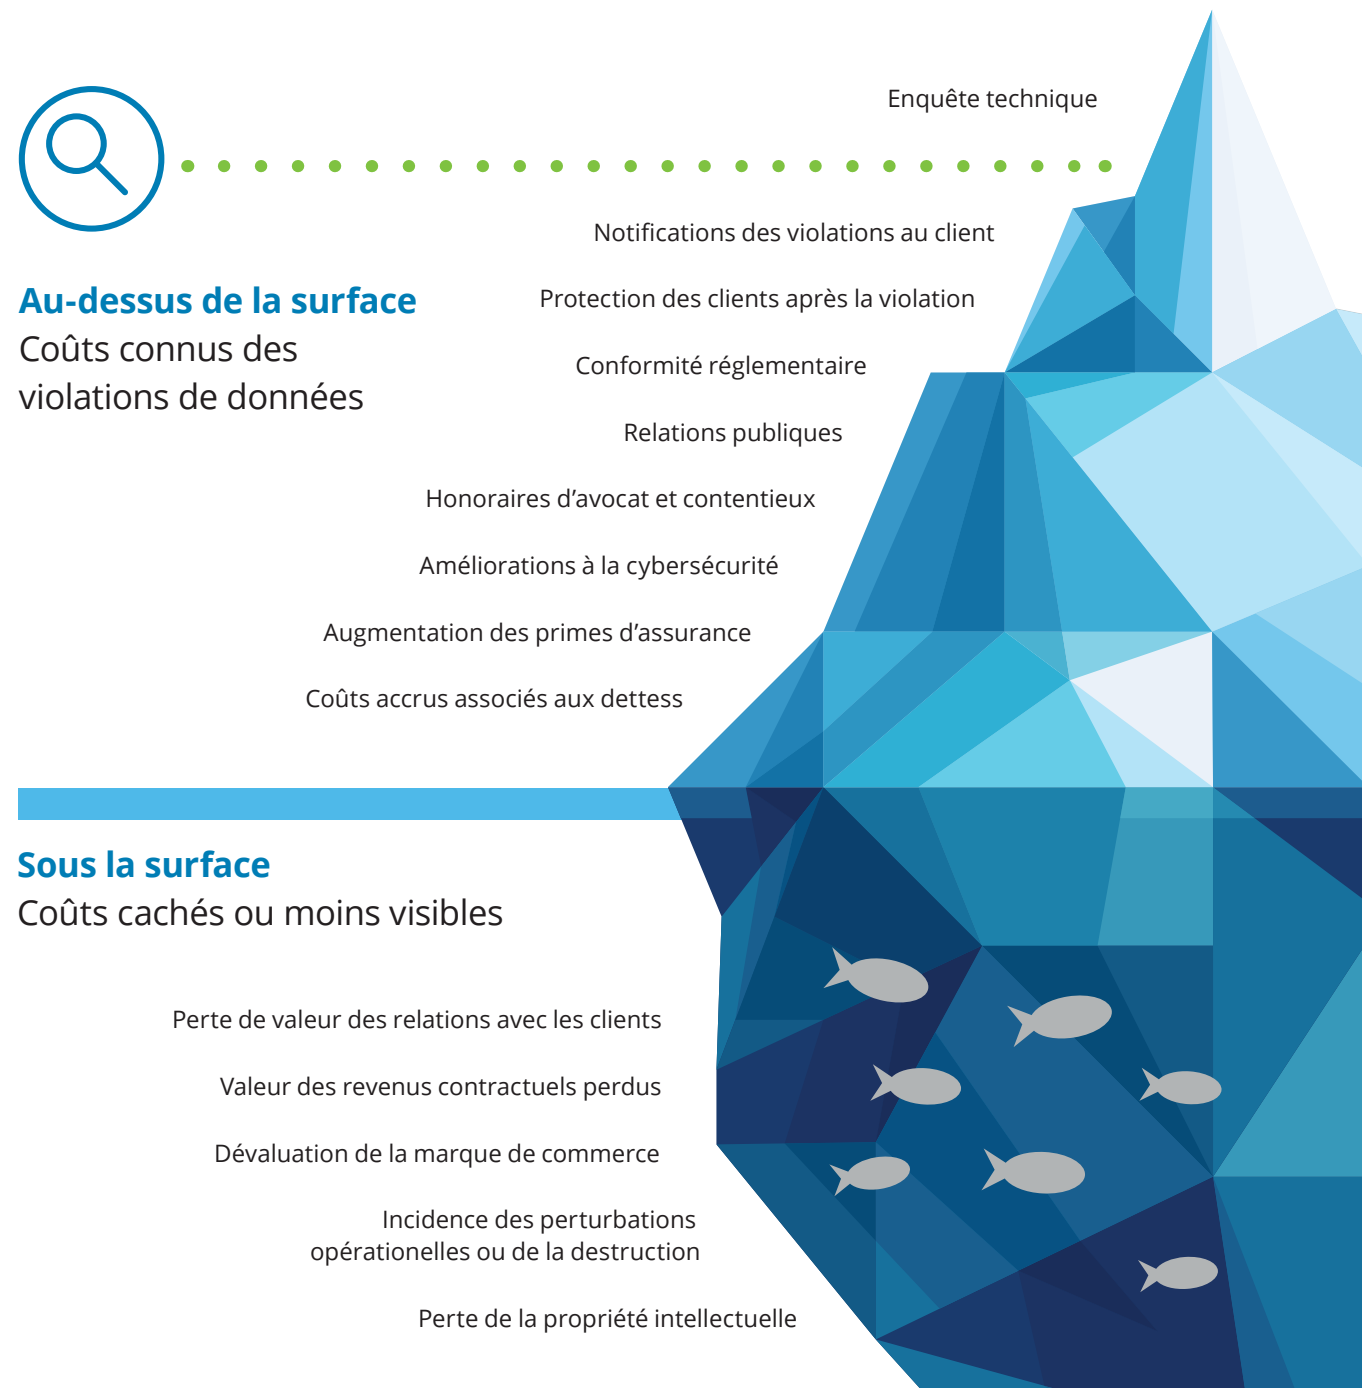 Enquête technique
Notifications des violations au client
Au-dessus de la surface
Coûts connus des
violations de données
Protection des clients après la violation
Conformité réglementaire
Relations publiques
Honoraires d’avocat et contentieux
Améliorations à la cybersécurité
Augmentation des primes d’assurance
Coûts accrus associés aux dettess
Sous la surface
Coûts cachés ou moins visibles
Perte de valeur des relations avec les clients
Valeur des revenus contractuels perdus
Dévaluation de la marque de commerce
Incidence des perturbations
opérationelles ou de la destruction
Perte de la propriété intellectuelle